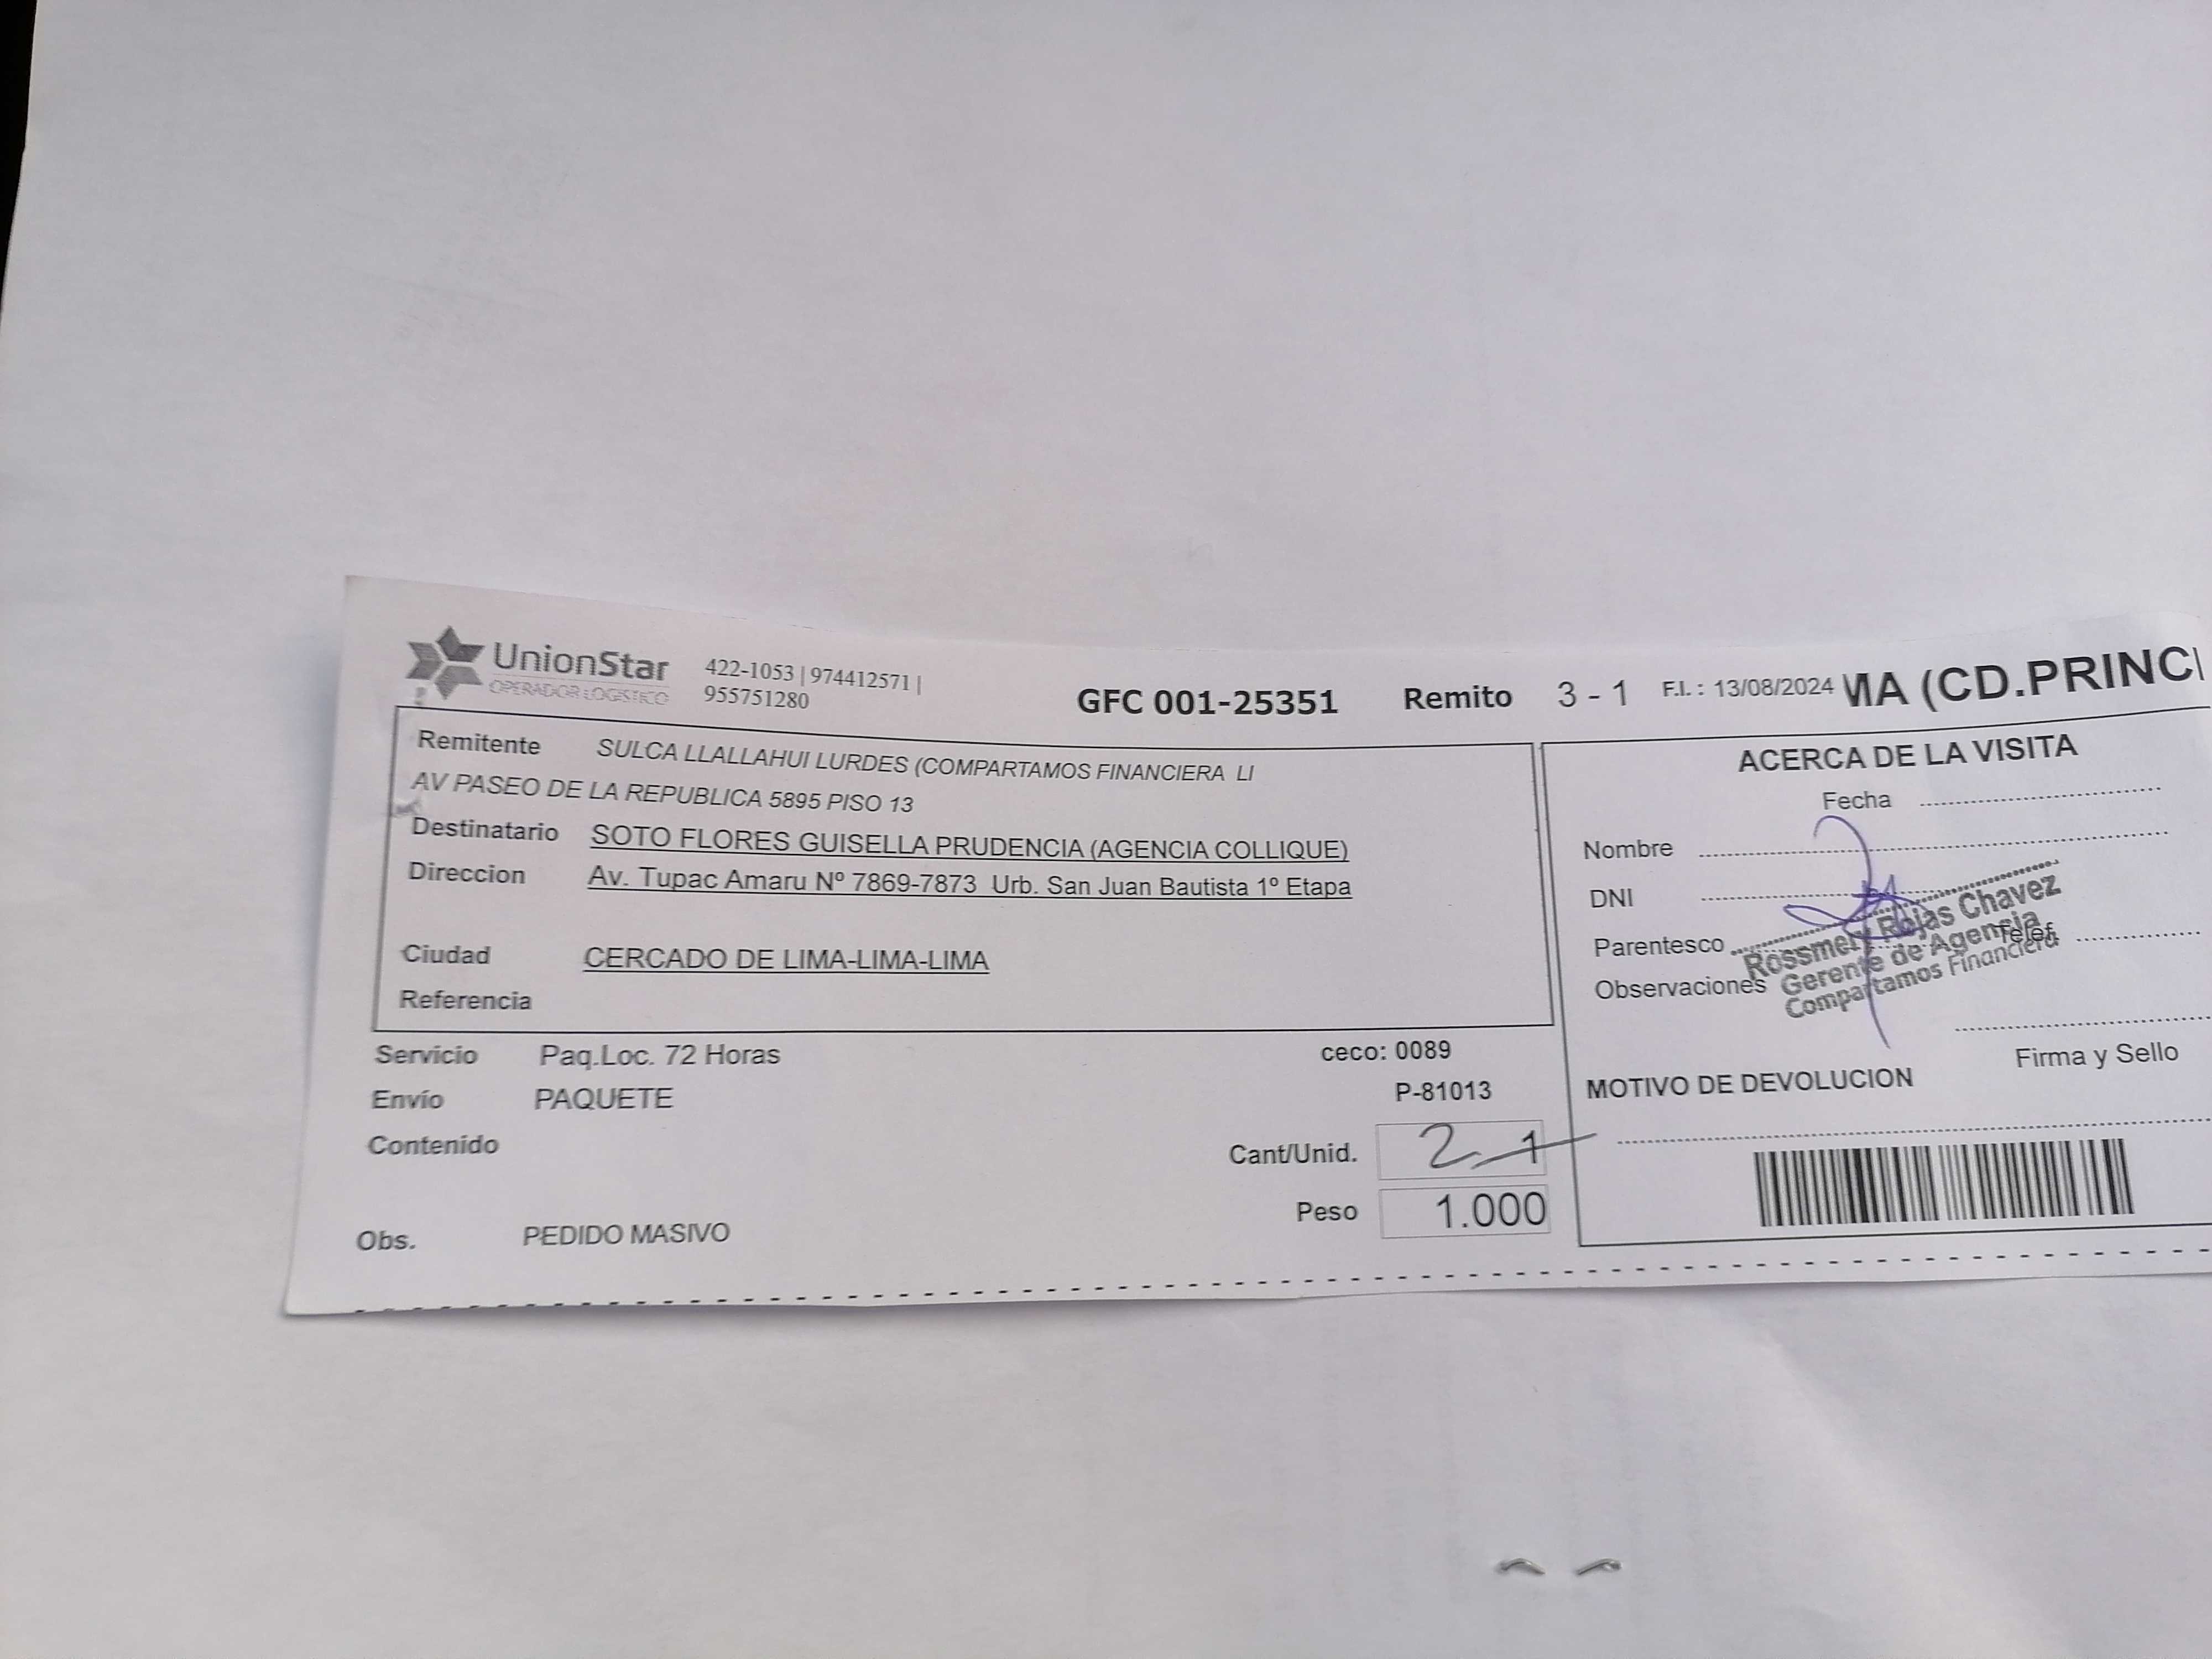 UnionStar
OPERADOR LOGISTICO
422-1053 | 974412571 |
955751280
GFC 001-25351 Remito 3 - 1 F.I. : 13/08/2024 MA (CD.PRINCI
Remitente SULCA LLALLAHUI LURDES (COMPARTAMOS FINANCIERA LI
AV PASEO DE LA REPUBLICA 5895 PISO 13
Destinatario SOTO FLORES GUISELLA PRUDENCIA (AGENCIA COLLIQUE)
Direccion Av. Tupac Amaru Nº 7869-7873 Urb. San Juan Bautista 1º Etapa
Ciudad CERCADO DE LIMA-LIMA-LIMA
Referencia
Servicio Paq.Loc. 72 Horas
ceco: 0089
Envío PAQUETE
P-81013
Contenido
Cant/Unid. 2 1
Peso 1.000
Obs. PEDIDO MASIVO
ACERCA DE LA VISITA
Fecha
Nombre
DNI
Parentesco
Teléf
Observaciones
Rossmery Rojas Chavez
Gerente de Agencia
Compartamos Financiera
Firma y Sello
MOTIVO DE DEVOLUCION